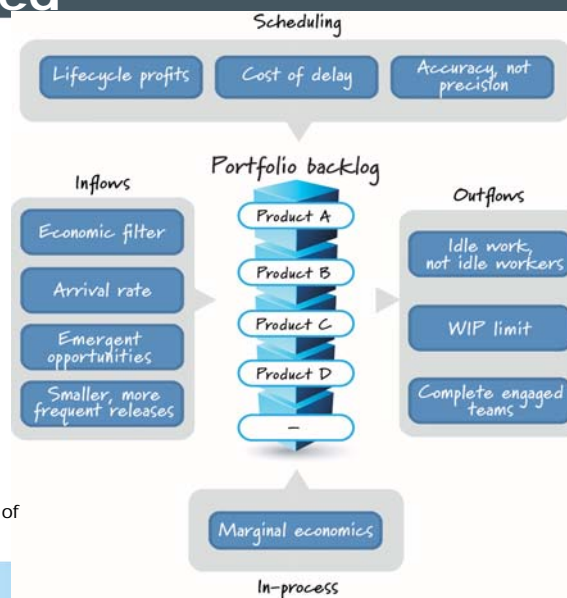 Scheduling
Lifecycle profits
Cost of delay
Accuracy, not
precision
Portfolio backlog
Inflows
Economic filter
Arrival rate
Emergent
opportunities
Smaller, more
frequent releases
Product A
Product B
Product C
Product D
–
Outflows
Idle work,
not idle workers
WIP limit
Complete engaged
teams
of
Marginal economics
In-process